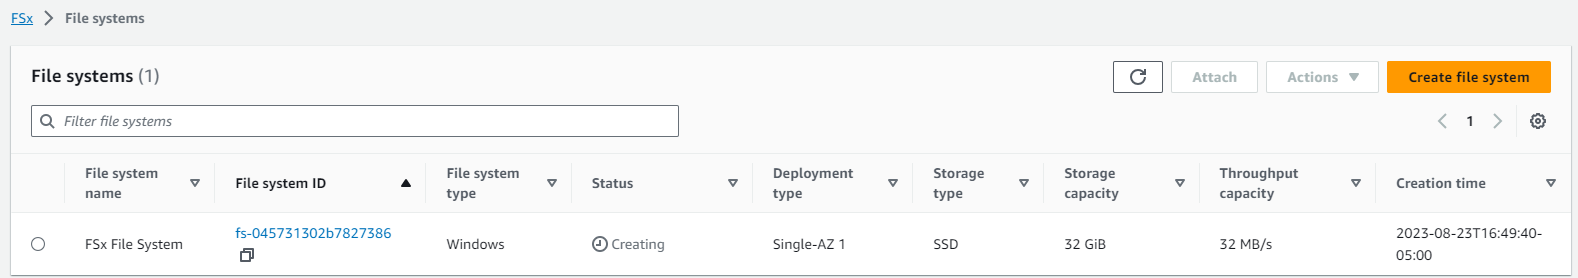 FSx > File systems
File systems (1)
Attach
Actions
Create file system
Filter file systems
1
File system name
File system ID
File system type
Status
Deployment type
Storage type
Storage capacity
Throughput capacity
Creation time
FSx File System
fs-045731302b7827386
Windows
Creating
Single-AZ 1
SSD
32 GiB
32 MB/s
2023-08-23T16:49:40-
05:00